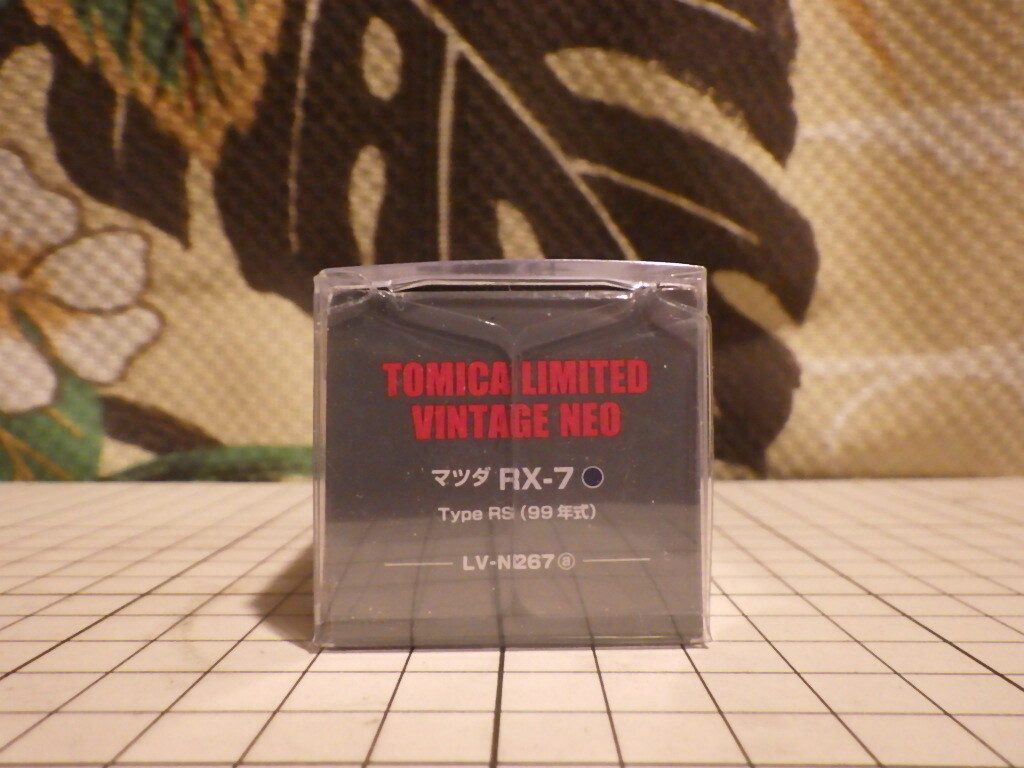 TOMICA LIMITED
VINTAGE NEO
マツダ RX-7
Type RS (99年式)
LV-N267ⓐ